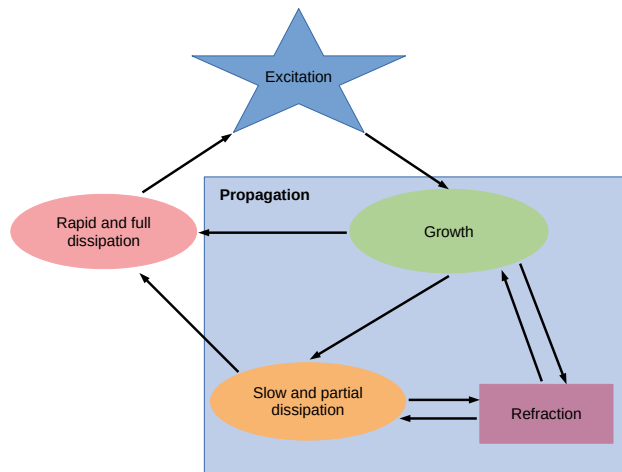 Excitation
Propagation
Rapid and full
dissipation
Growth
Slow and partial
dissipation
Refraction